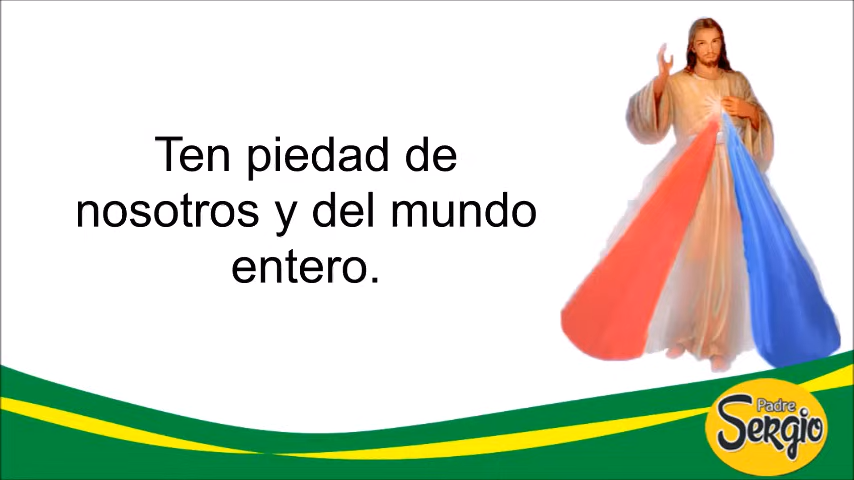 Ten piedad de
nosotros y del mundo
entero.
Padre
Sergio